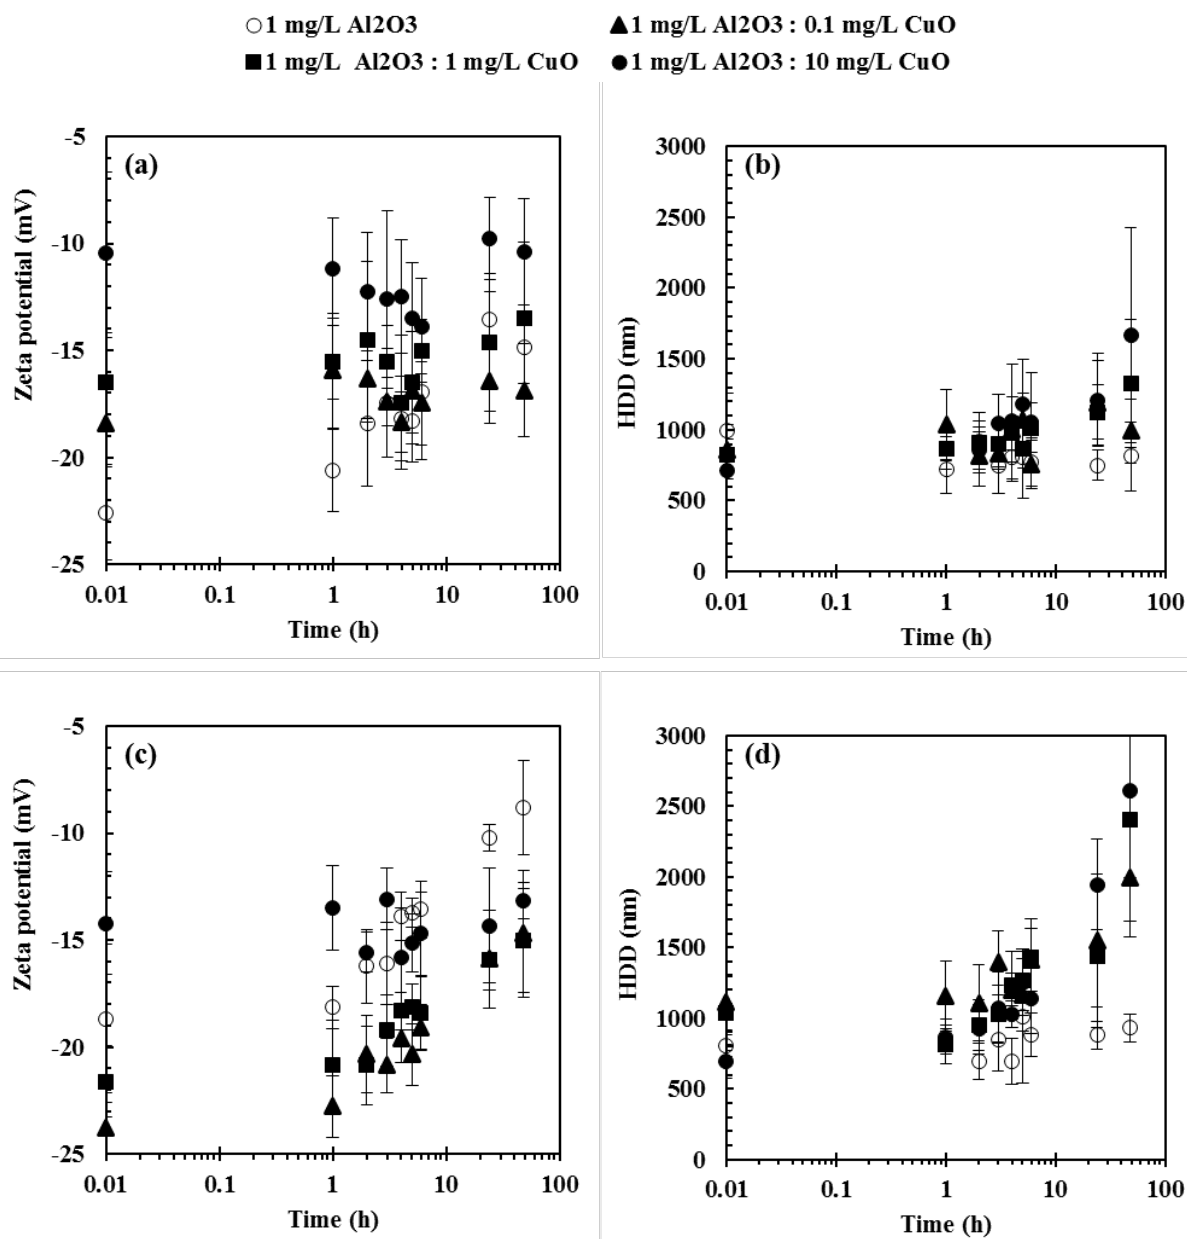 ○1 mg/L Al2O3 ▲1 mg/L Al2O3 : 0.1 mg/L CuO
■1 mg/L Al2O3 : 1 mg/L CuO ●1 mg/L Al2O3 : 10 mg/L CuO
(a)
Zeta potential (mV)
-5
-10
-15
-20
-25
0.01 0.1 1 10 100
Time (h)
(b)
HDD (nm)
3000
2500
2000
1500
1000
500
0
0.01 0.1 1 10 100
Time (h)
(c)
Zeta potential (mV)
-5
-10
-15
-20
-25
0.01 0.1 1 10 100
Time (h)
(d)
HDD (nm)
3000
2500
2000
1500
1000
500
0
0.01 0.1 1 10 100
Time (h)